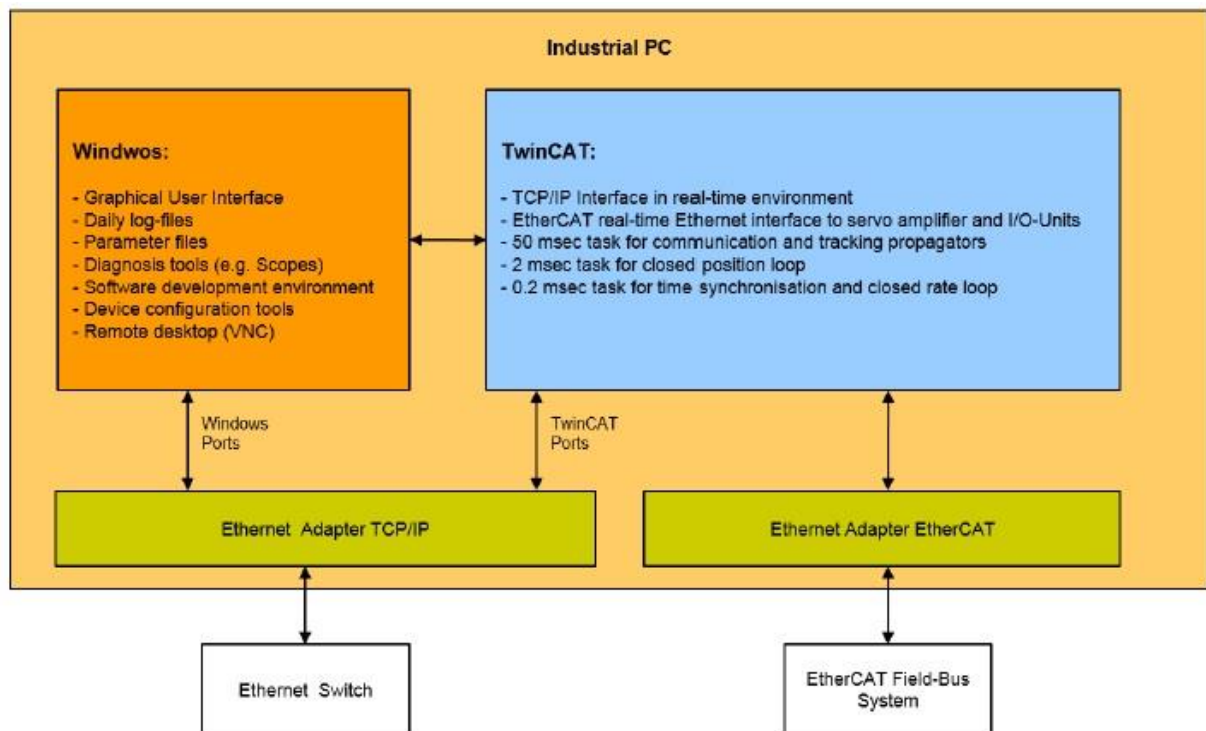 Industrial PC
Windwos:
- Graphical User Interface
- Daily log-files
- Parameter files
- Diagnosis tools (e.g. Scopes)
- Software development environment
- Device configuration tools
- Remote desktop (VNC)
TwinCAT:
- TCP/IP Interface in real-time environment
- EtherCAT real-time Ethernet interface to servo amplifier and I/O-Units
- 50 msec task for communication and tracking propagators
- 2 msec task for closed position loop
- 0.2 msec task for time synchronisation and closed rate loop
Windows
Ports
TwinCAT
Ports
Ethernet Adapter TCP/IP
Ethernet Adapter EtherCAT
Ethernet Switch
EtherCAT Field-Bus
System